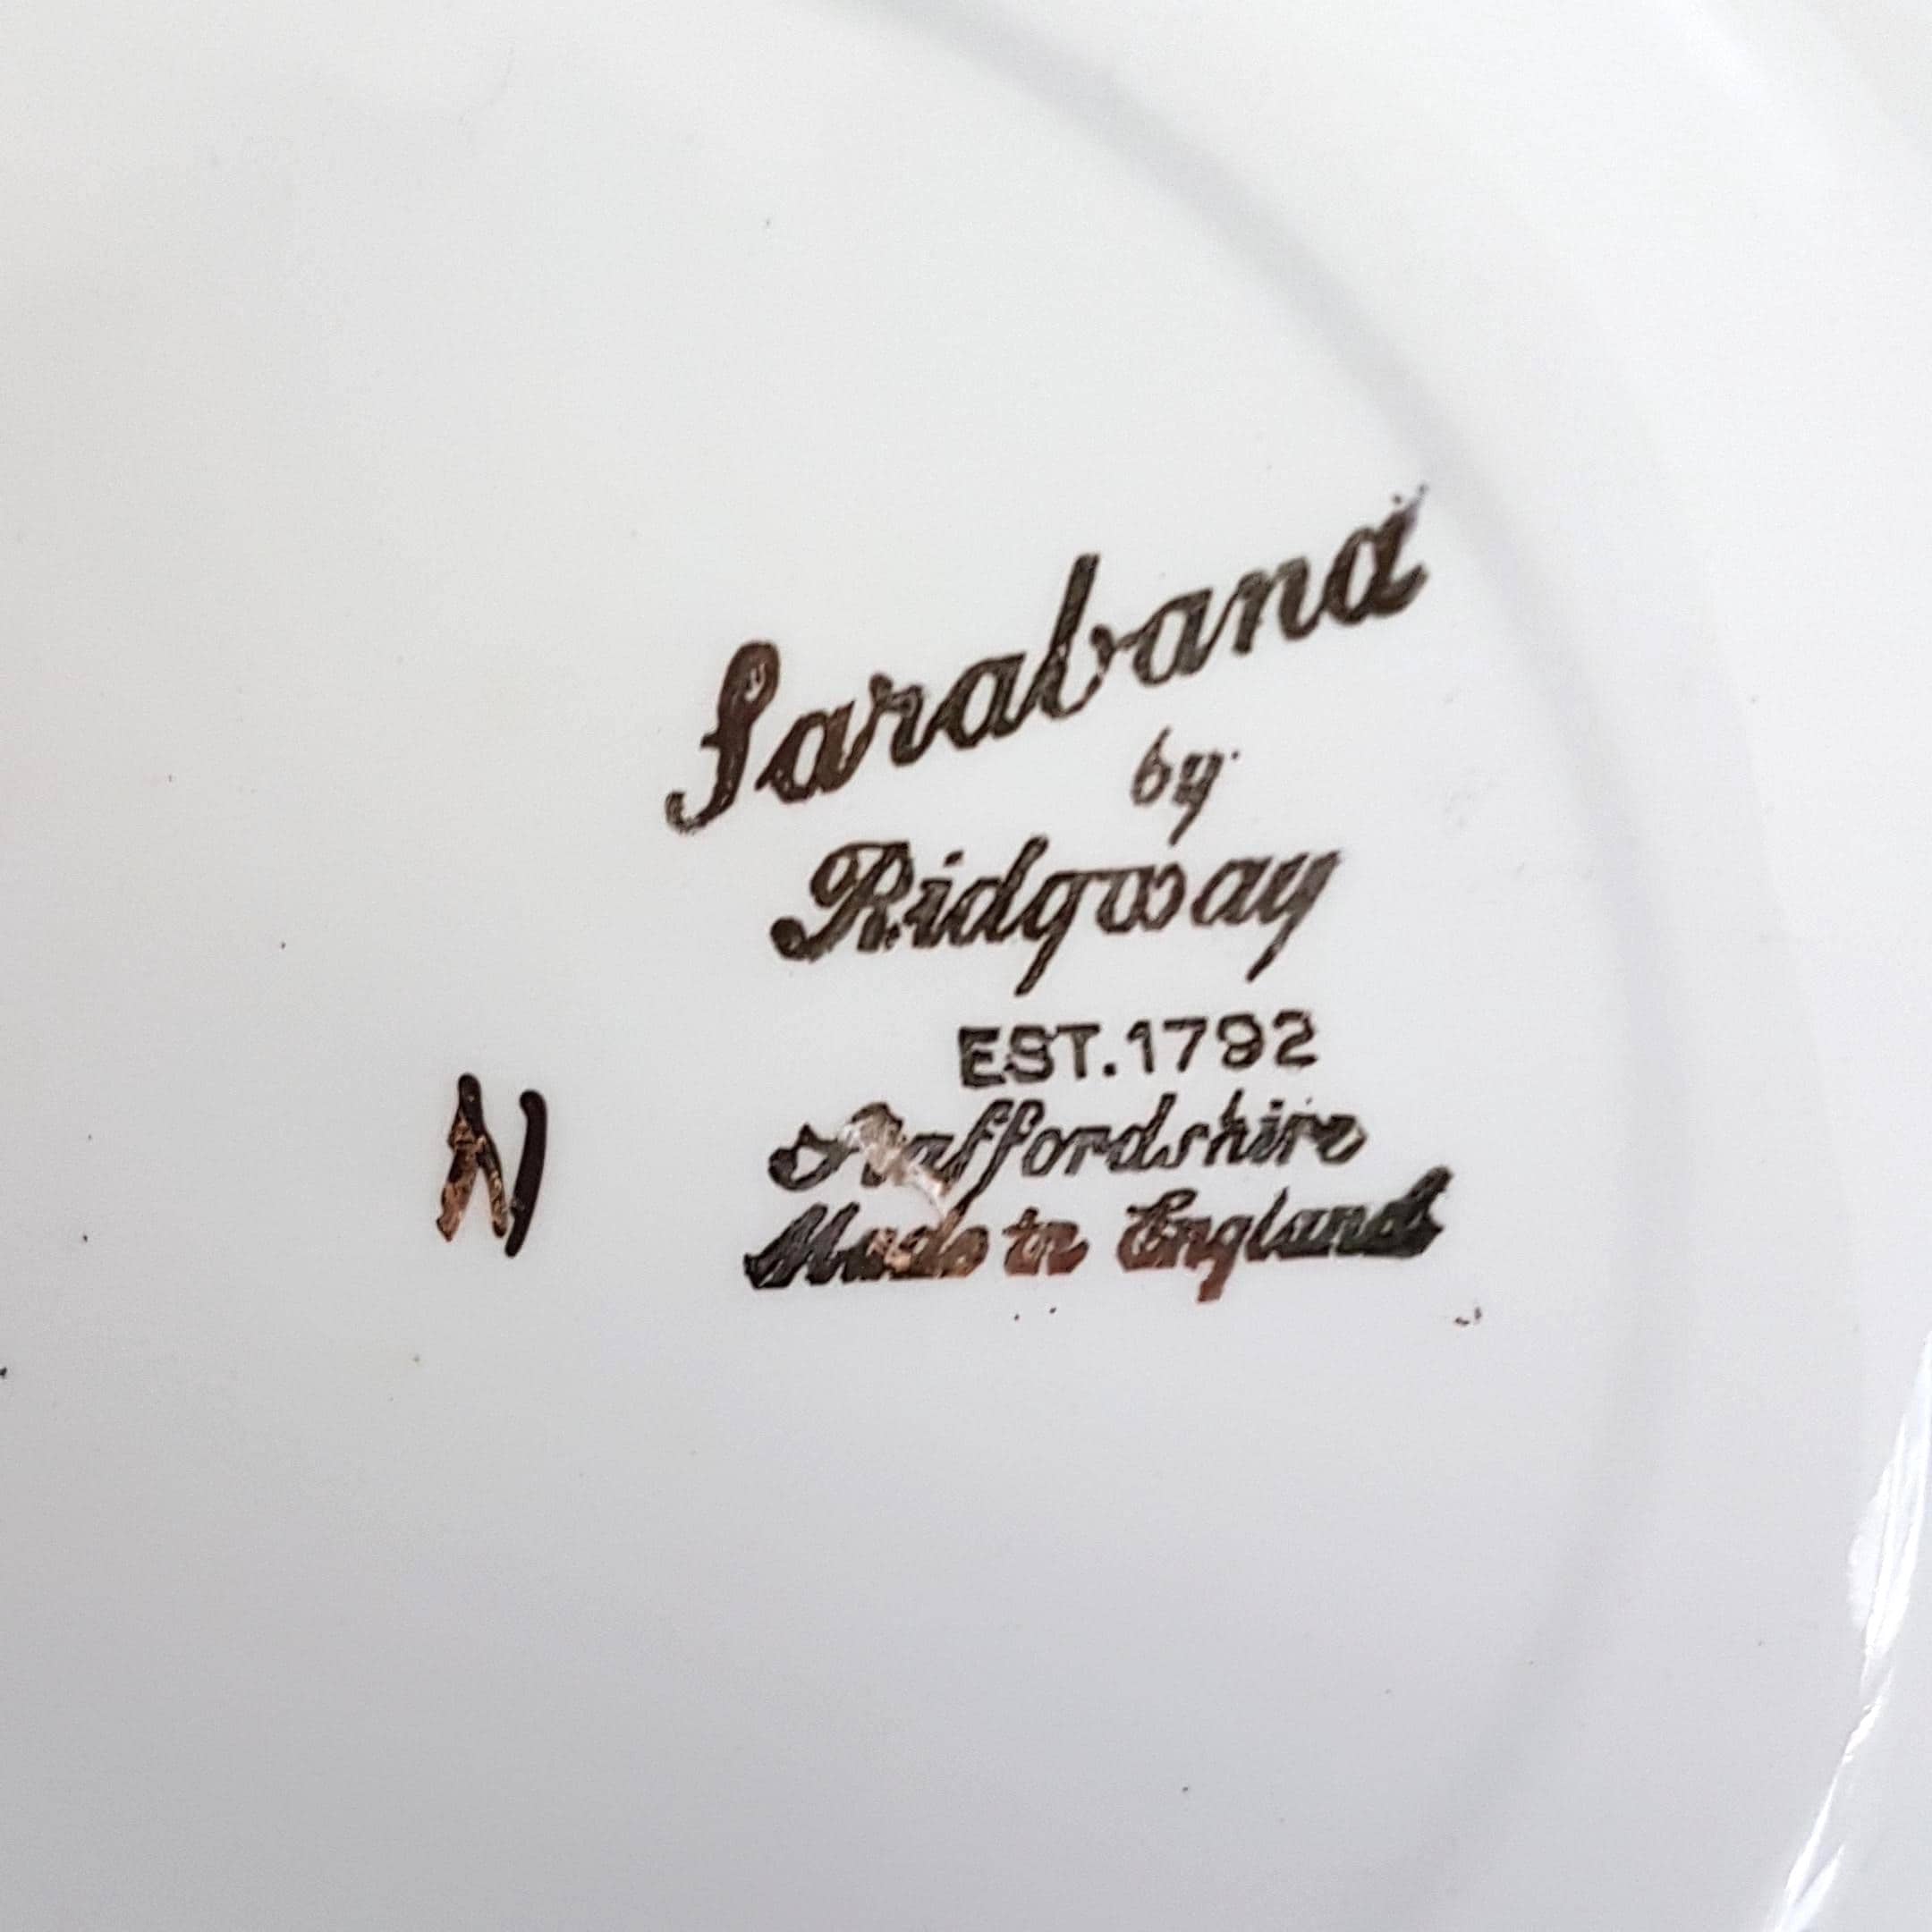 Sarabana
by
Ridgway
EST.1792
Staffordshire
Made in England
N